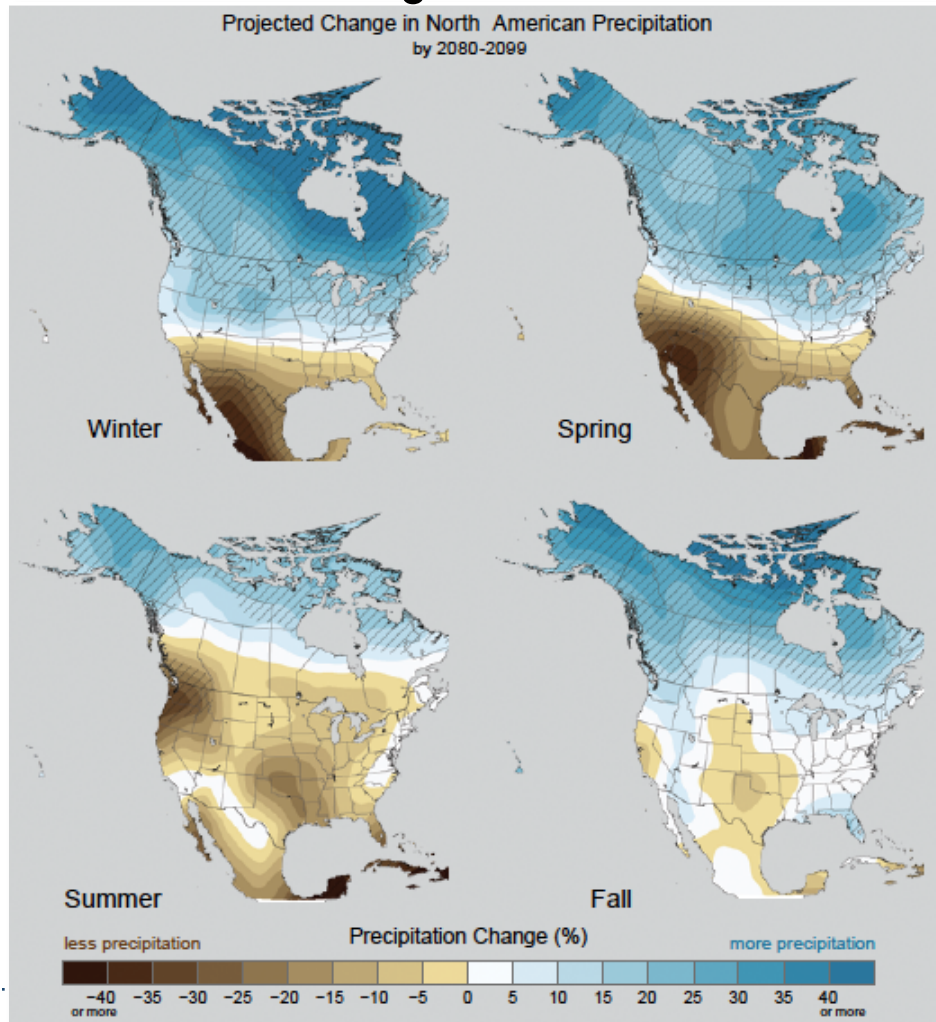 Projected Change in North American Precipitation
by 2080-2099
Winter
Spring
Summer
Fall
less precipitation
Precipitation Change (%)
more precipitation
−40 −35 −30 −25 −20 −15 −10 −5 0 5 10 15 20 25 30 35 40
or more
or more